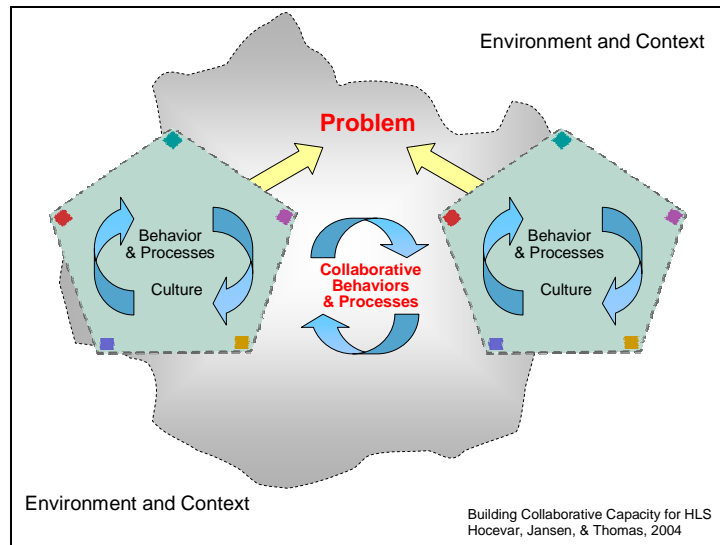 Environment and Context
Problem
Behavior
& Processes
Culture
Collaborative
Behaviors
& Processes
Behavior
& Processes
Culture
Environment and Context
Building Collaborative Capacity for HLS
Hocevar, Jansen, & Thomas, 2004